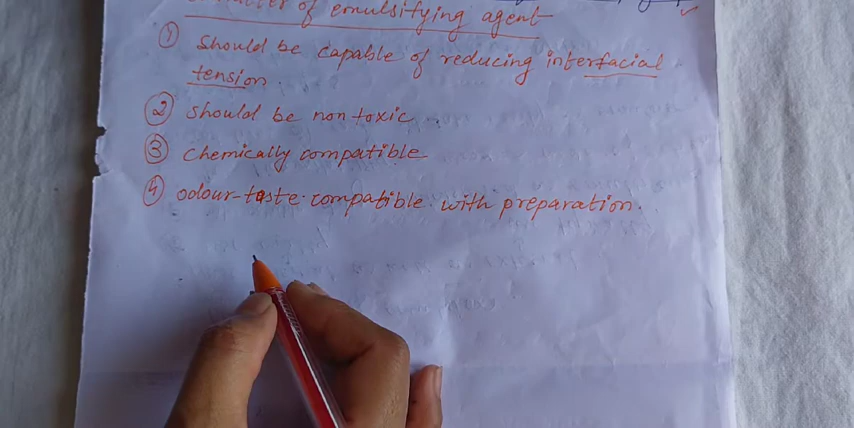 of emulsifying agent
① Should be capable of reducing interfacial
tension.
② Should be non toxic.
③ Chemically compatible
④ odour-taste compatible with preparation.